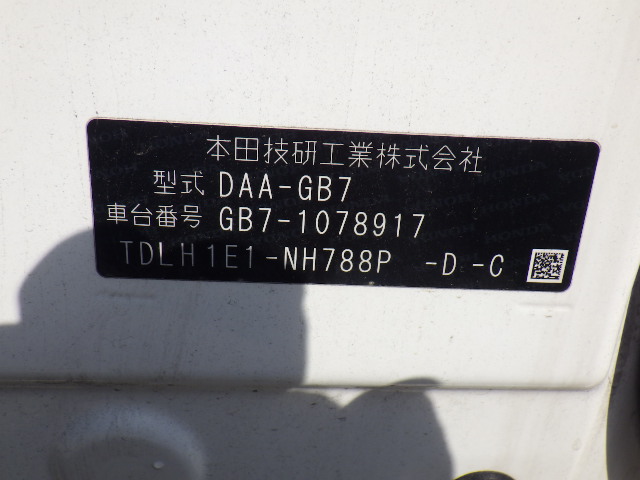 本田技研工業株式会社
型式 DAA-GB7
車台番号 GB7-1078917
TDLH1E1-NH788P -D -C